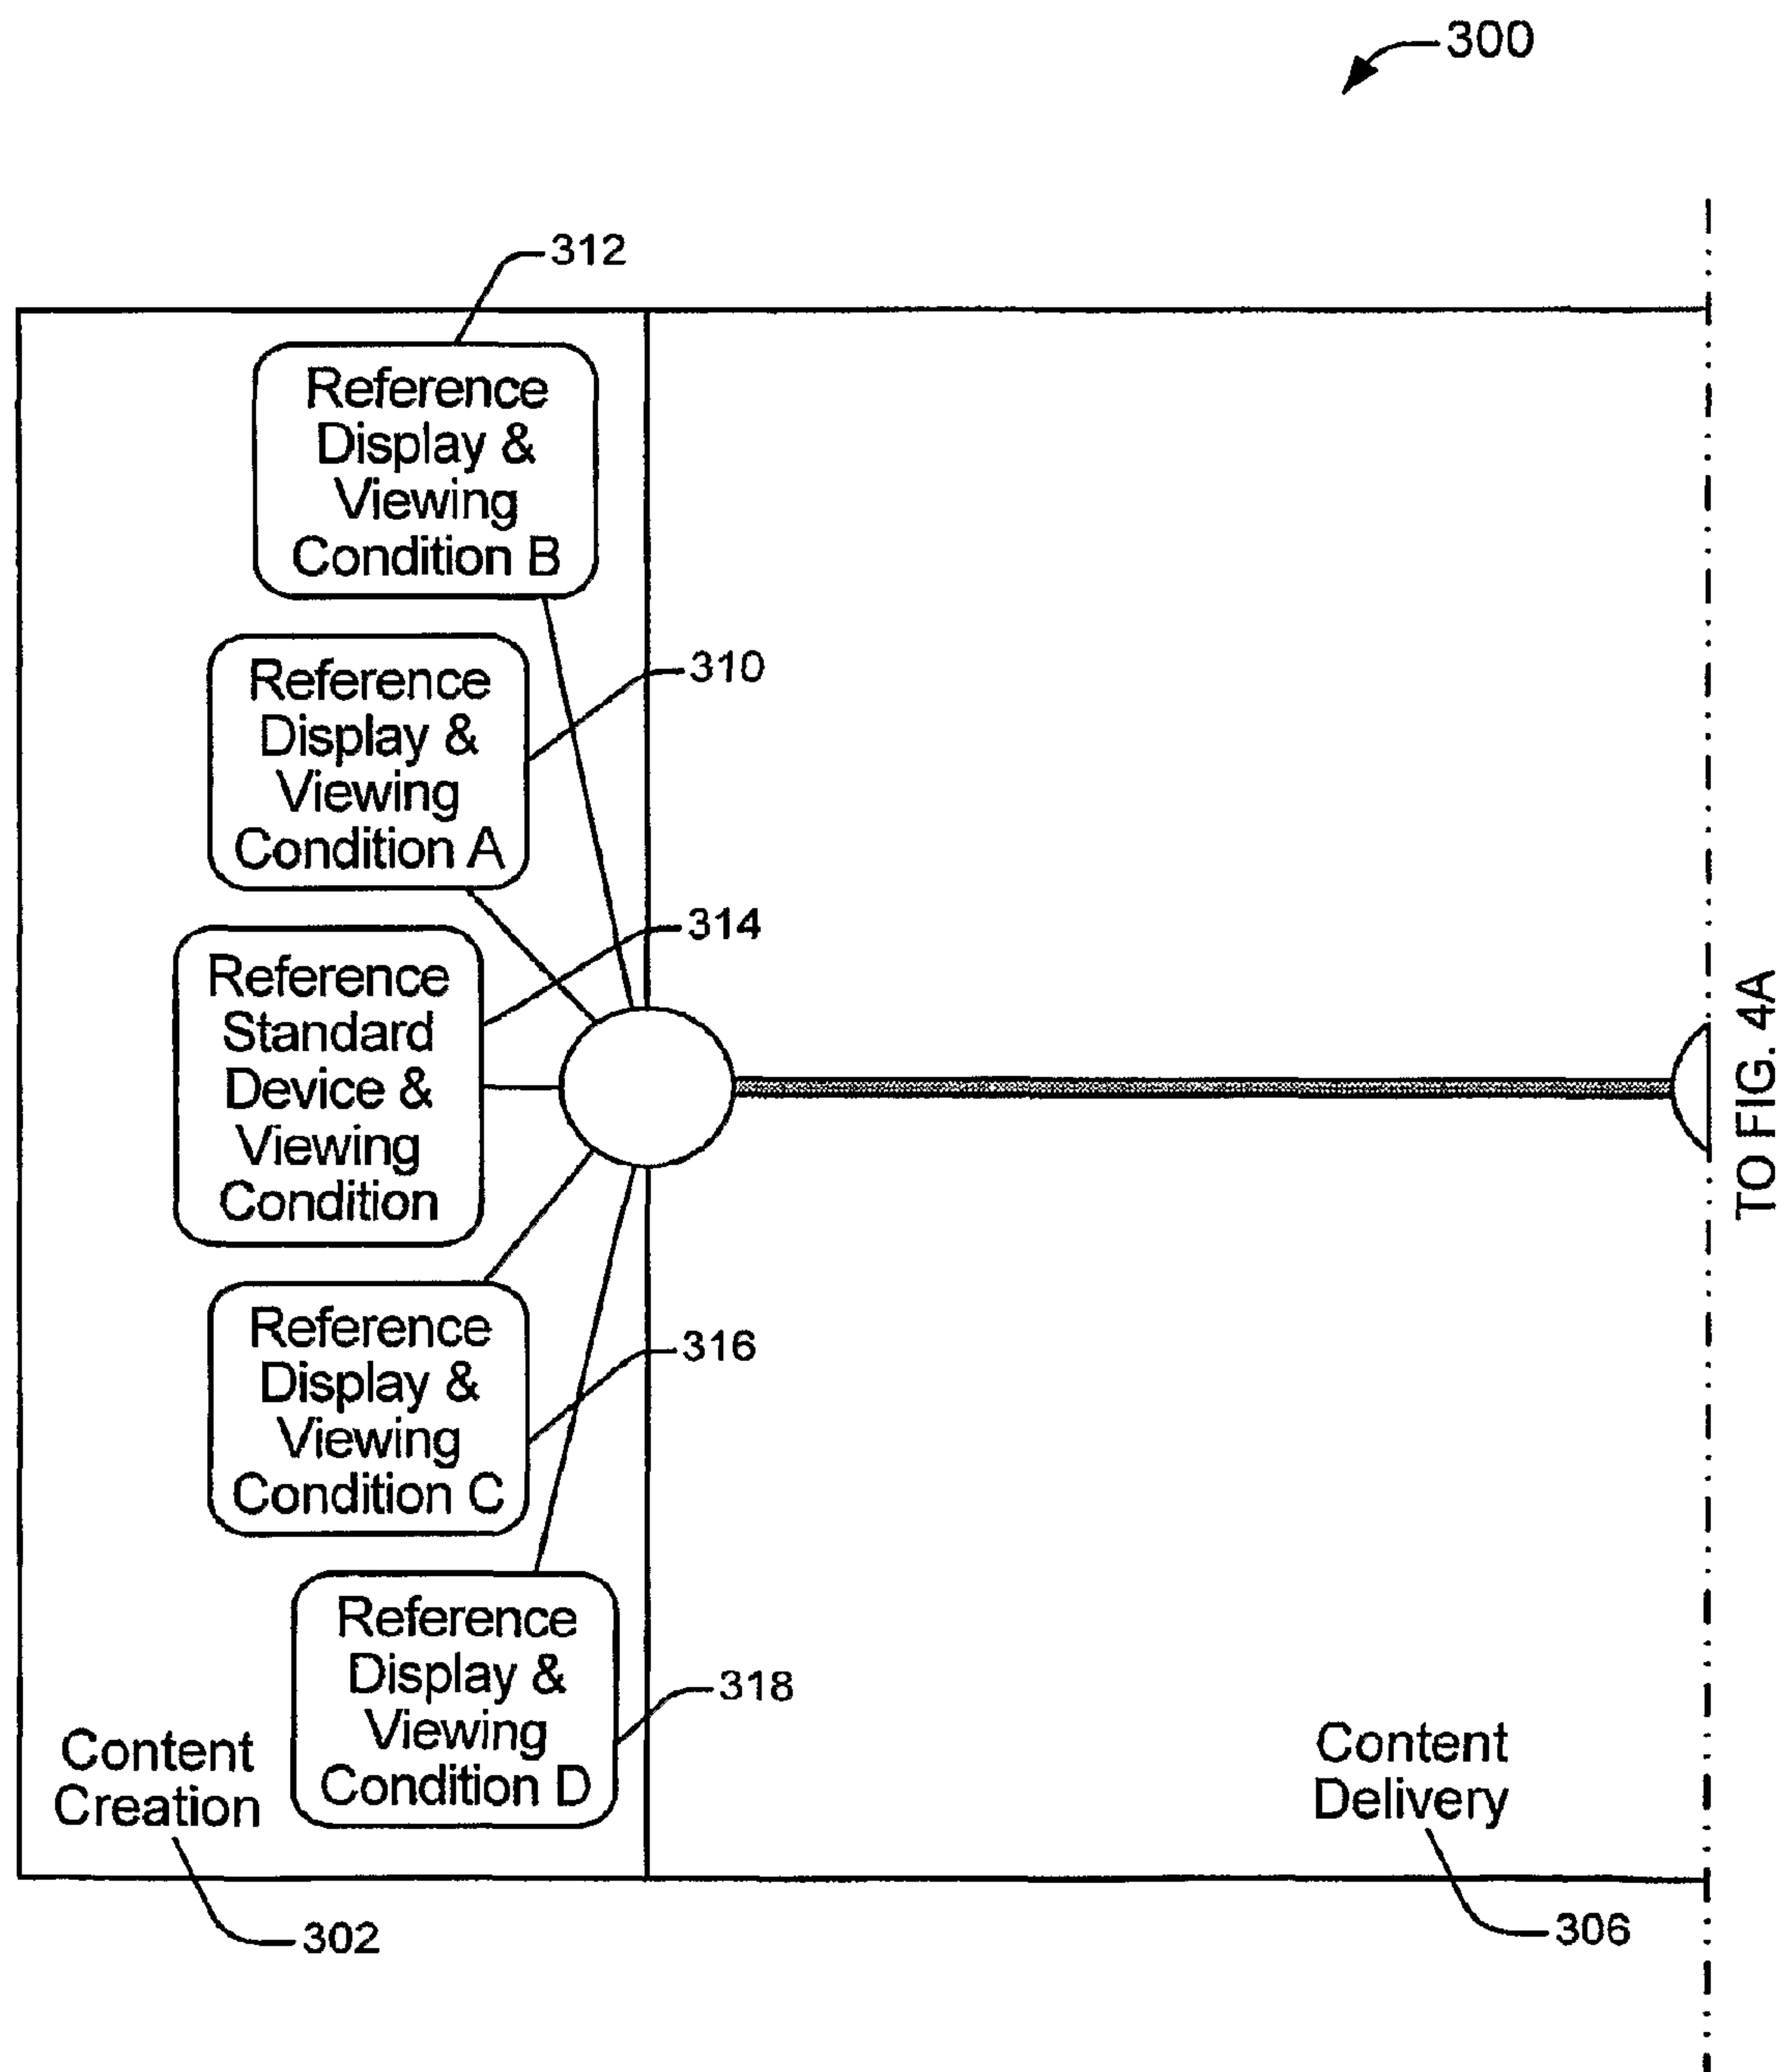 300
312
Reference
Display &
Viewing
Condition B
310
Reference
Display &
Viewing
Condition A
314
Reference
Standard
Device &
Viewing
Condition
316
Reference
Display &
Viewing
Condition C
318
Reference
Display &
Viewing
Condition D
Content
Creation
302
Content
Delivery
306
TO FIG. 4A